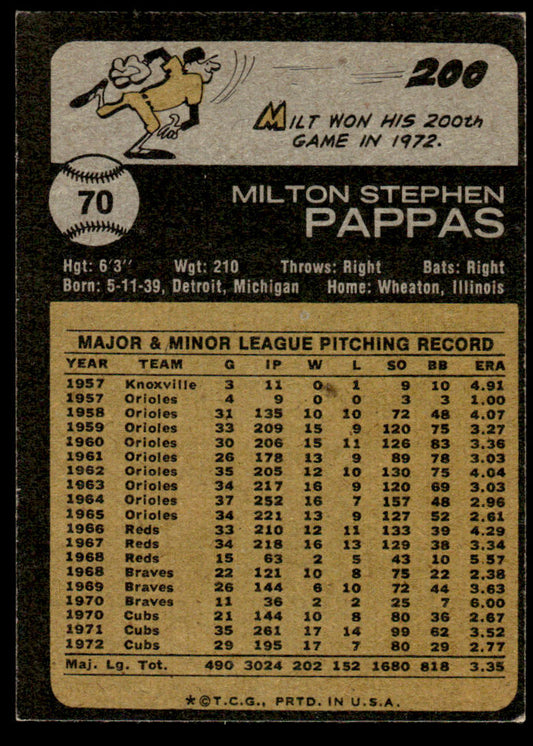 200
MILT WON HIS 200th
GAME IN 1972.
70
MILTON STEPHEN
PAPPAS
Hgt: 6'3" Wgt: 210 Throws: Right Bats: Right
Born: 5-11-39, Detroit, Michigan Home: Wheaton, Illinois
MAJOR & MINOR LEAGUE PITCHING RECORD
YEAR TEAM G IP W L SO BB ERA
1957 Knoxville 3 11 0 1 9 10 4.91
1957 Orioles 4 9 0 0 3 3 1.00
1958 Orioles 31 135 10 10 72 48 4.07
1959 Orioles 33 209 15 9 120 75 3.27
1960 Orioles 30 206 15 11 126 83 3.36
1961 Orioles 26 178 13 9 89 78 3.03
1962 Orioles 35 205 12 10 130 75 4.04
1963 Orioles 34 217 16 9 120 69 3.03
1964 Orioles 37 252 16 7 157 48 2.96
1965 Orioles 34 221 13 9 127 52 2.61
1966 Reds 33 210 12 11 133 39 4.29
1967 Reds 34 218 16 13 129 38 3.34
1968 Reds 15 63 2 5 43 10 5.57
1968 Braves 22 121 10 8 75 22 2.38
1969 Braves 26 144 6 10 72 44 3.63
1970 Braves 11 36 2 2 25 7 6.00
1970 Cubs 21 144 10 8 80 36 2.67
1971 Cubs 35 261 17 14 99 62 3.52
1972 Cubs 29 195 17 7 80 29 2.77
Maj. Lg. Tot. 490 3024 202 152 1680 818 3.35
*©T.C.G., PRTD. IN U.S.A.